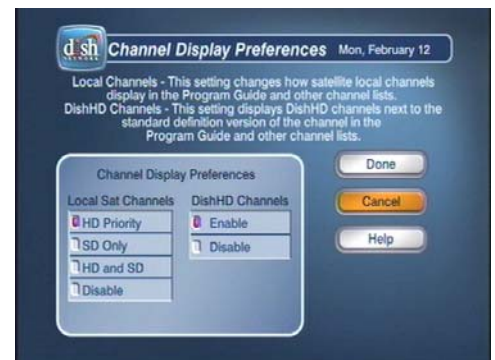 dish
NETWORK
Channel Display Preferences Mon, February 12
Local Channels - This setting changes how satellite local channels
display in the Program Guide and other channel lists.
DishHD Channels - This setting displays DishHD channels next to the
standard definition version of the channel in the
Program Guide and other channel lists.
Channel Display Preferences
Local Sat Channels DishHD Channels
HD Priority Enable
SD Only Disable
HD and SD
Disable
Done
Cancel
Help